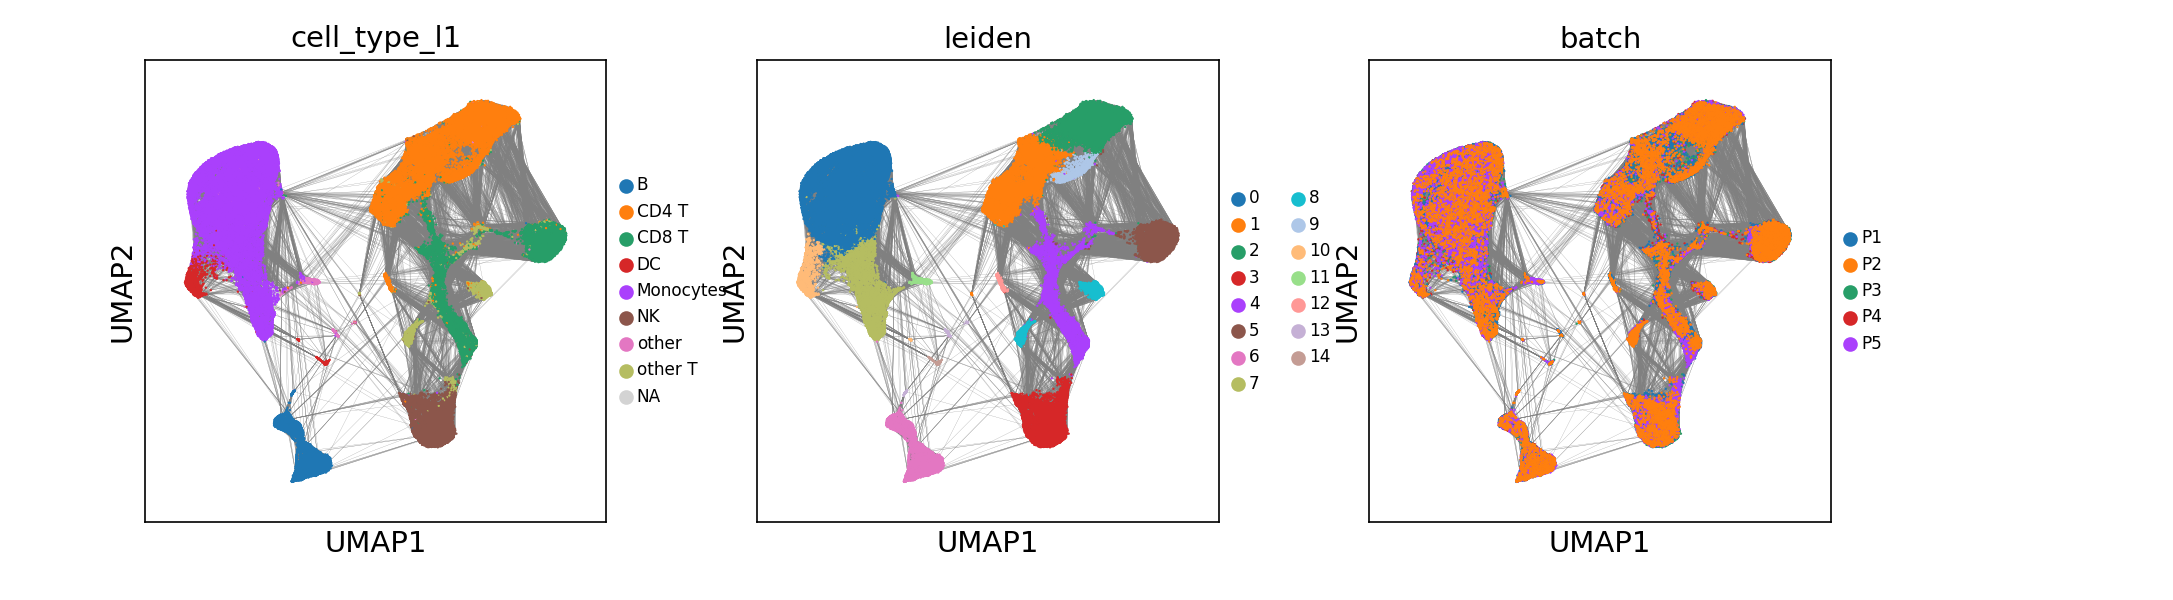 cell_type_l1
UMAP2
UMAP1
B
CD4 T
CD8 T
DC
Monocytes
NK
other
other T
NA
leiden
UMAP2
UMAP1
0
1
2
3
4
5
6
7
8
9
10
11
12
13
14
batch
UMAP2
UMAP1
P1
P2
P3
P4
P5